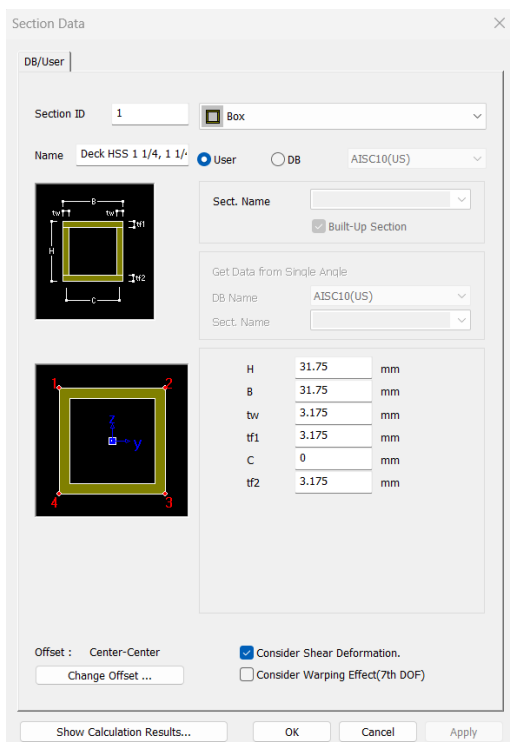 Section Data
DB/User
Section ID 1 Box
Name Deck HSS 1 1/4, 1 1/4 User DB AISC10(US)
B
tw tw tf1
H
tf2
C
Sect. Name
Built-Up Section
Get Data from Single Angle
DB Name AISC10(US)
Sect. Name
1 2
z
y
4 3
H 31.75 mm
B 31.75 mm
tw 3.175 mm
tf1 3.175 mm
C 0 mm
tf2 3.175 mm
Offset : Center-Center
Change Offset ...
Consider Shear Deformation.
Consider Warping Effect(7th DOF)
Show Calculation Results... OK Cancel Apply